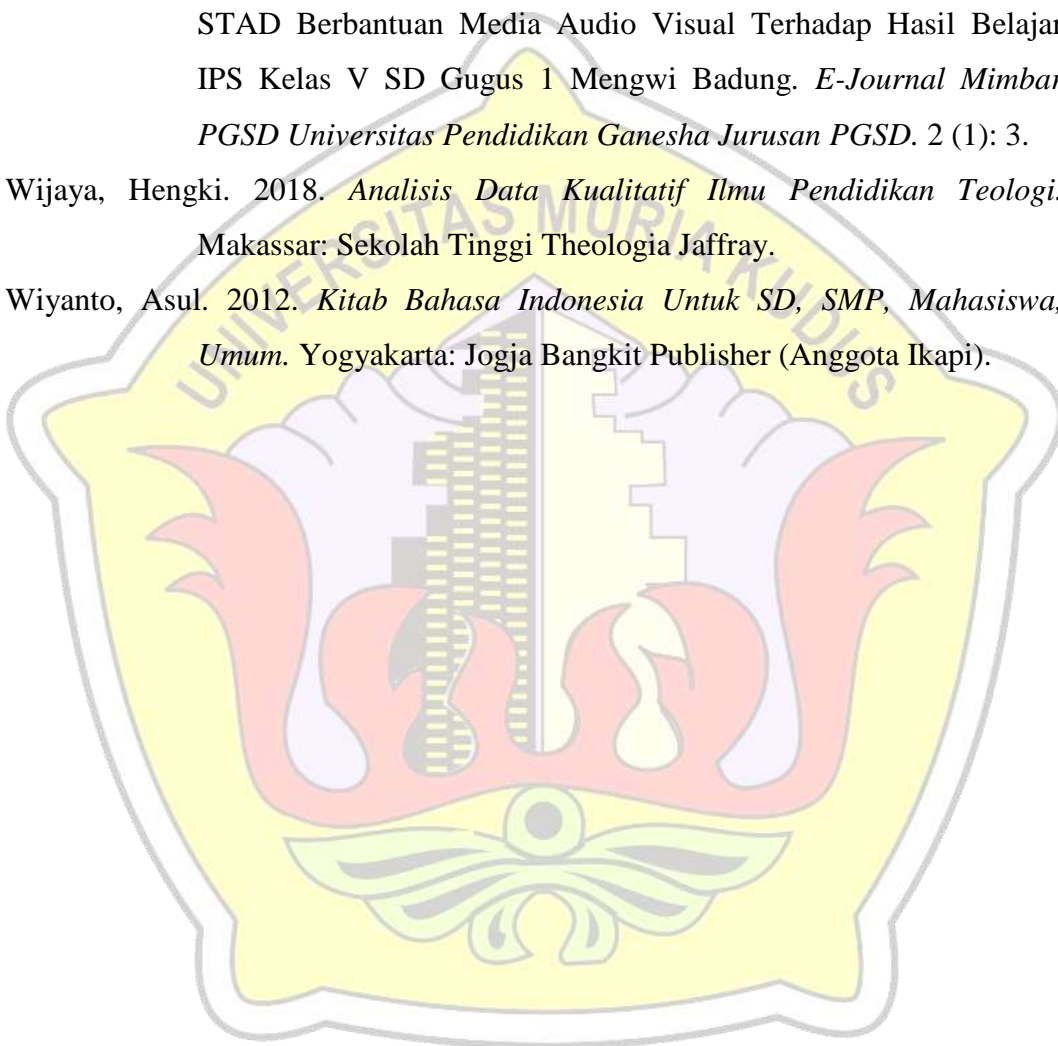 STAD Berbantuan Media Audio Visual Terhadap Hasil Belajar
IPS Kelas V SD Gugus 1 Mengwi Badung. E-Journal Mimbar
PGSD Universitas Pendidikan Ganesha Jurusan PGSD. 2 (1): 3.
Wijaya, Hengki. 2018. Analisis Data Kualitatif Ilmu Pendidikan Teologi.
Makassar: Sekolah Tinggi Theologia Jaffray.
Wiyanto, Asul. 2012. Kitab Bahasa Indonesia Untuk SD, SMP, Mahasiswa,
Umum. Yogyakarta: Jogja Bangkit Publisher (Anggota Ikapi).
UNIVERSITAS MURIA KUDUS